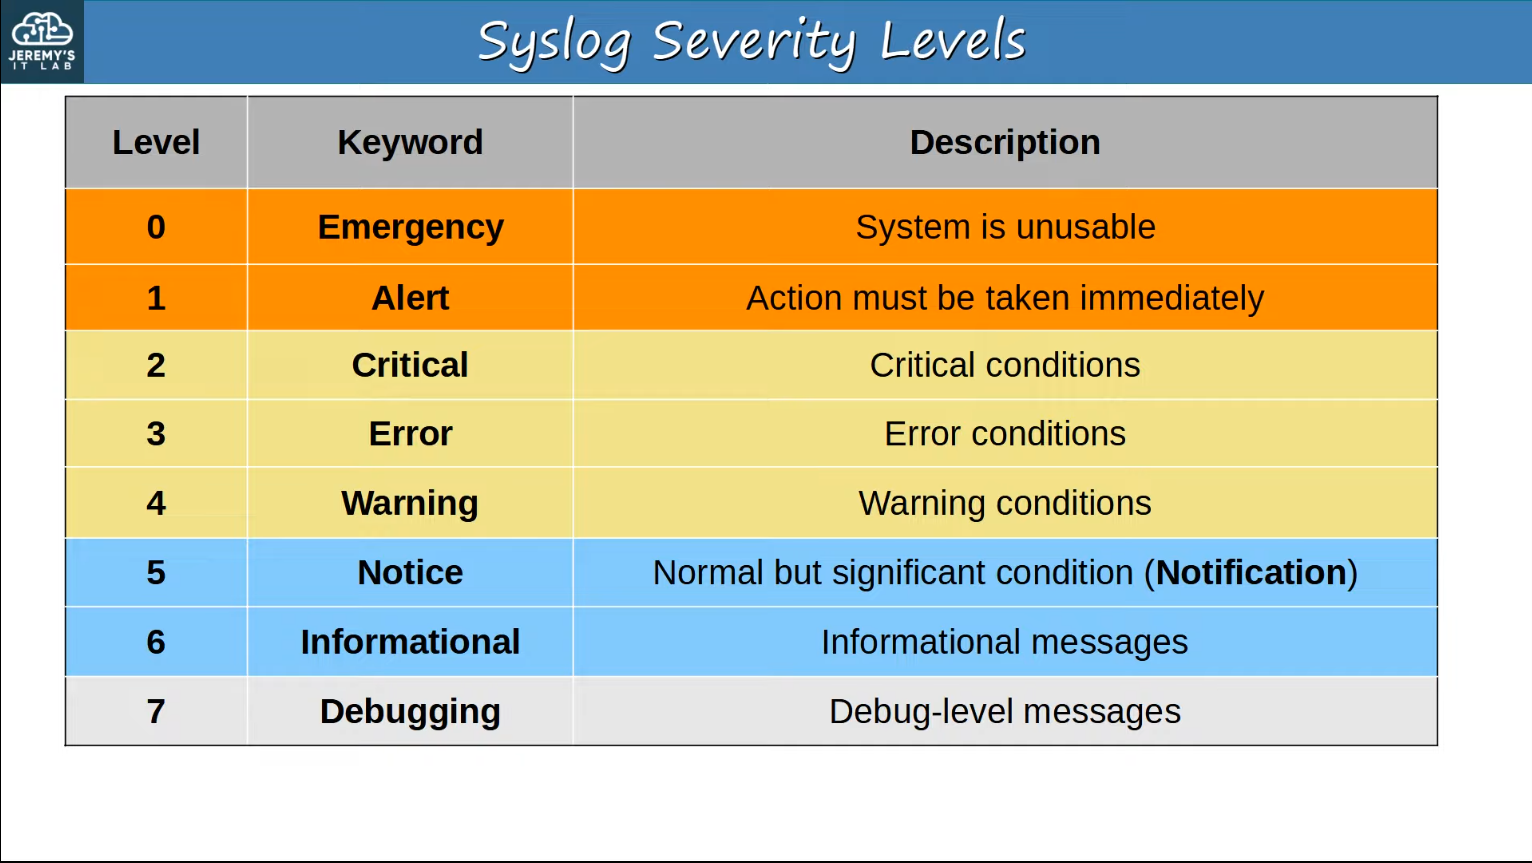 JEREMY'S
IT LAB
Syslog Severity Levels
Level Keyword Description
0 Emergency System is unusable
1 Alert Action must be taken immediately
2 Critical Critical conditions
3 Error Error conditions
4 Warning Warning conditions
5 Notice Normal but significant condition (Notification)
6 Informational Informational messages
7 Debugging Debug-level messages